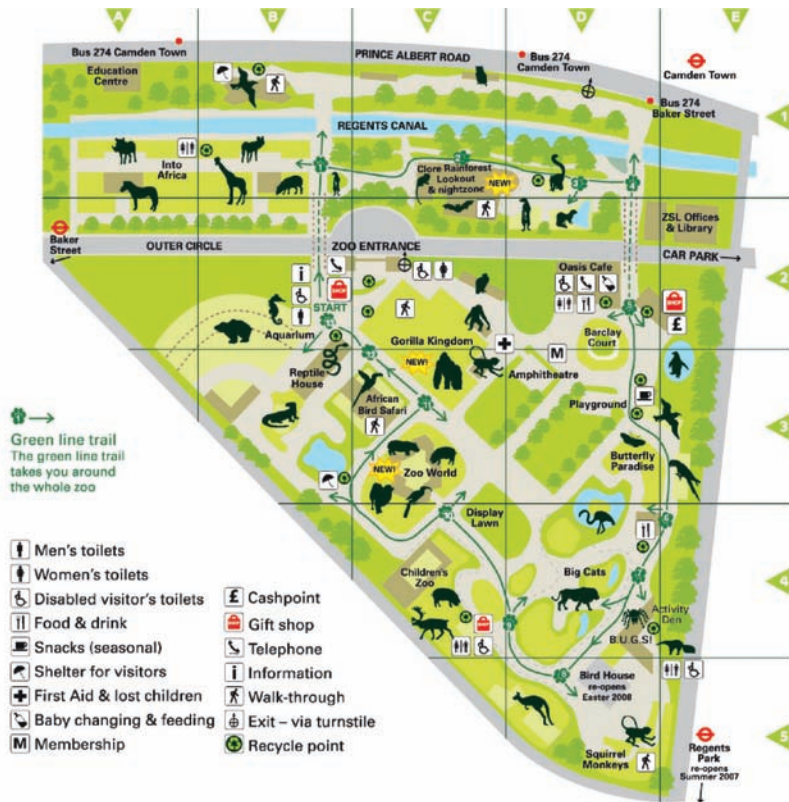 A
B
C
D
E
Bus 274 Camden Town
PRINCE ALBERT ROAD
Bus 274
Camden Town
Camden Town
Education
Centre
Bus 274
Baker Street
1
REGENTS CANAL
Into
Africa
Clore Rainforest
Lookout
& nightzone
NEW!
ZSL Offices
& Library
Baker
Street
OUTER CIRCLE
ZOO ENTRANCE
CAR PARK
2
i
SHOP
START
Oasis Cafe
SHOP
£
Aquarium
Gorilla Kingdom
NEW!
Barclay
Court
M
Amphitheatre
Reptile
House
African
Bird Safari
Playground
3
Green line trail
The green line trail
takes you around
the whole zoo
NEW!
Zoo World
Butterfly
Paradise
Display
Lawn
Men's toilets
Women's toilets
Disabled visitor's toilets
Food & drink
Snacks (seasonal)
Shelter for visitors
First Aid & lost children
Baby changing & feeding
M Membership
£ Cashpoint
SHOP Gift shop
Telephone
i Information
Walk-through
Exit – via turnstile
Recycle point
Children's
Zoo
SHOP
Big Cats
4
Activity
Den
B.U.G.S!
Bird House
re-opens
Easter 2008
Squirrel
Monkeys
5
Regents
Park
re-opens
Summer 2007